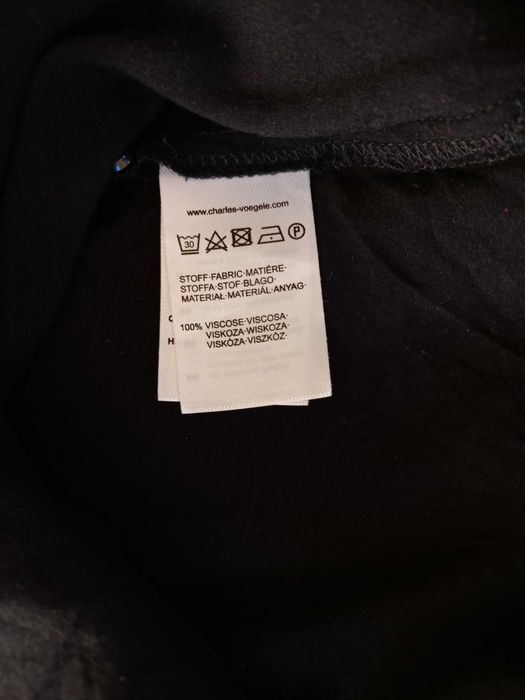 www.charles-voegele.com
30
P
STOFF·FABRIC·MATIÈRE·
STOFFA·STOF·BLAGO·
MATERIAŁ·MATERIÁL·ANYAG·
100% VISCOSE·VISCOSA·
VISKOZA·WISKOZA·
VISKÓZA·VISZKÓZ·